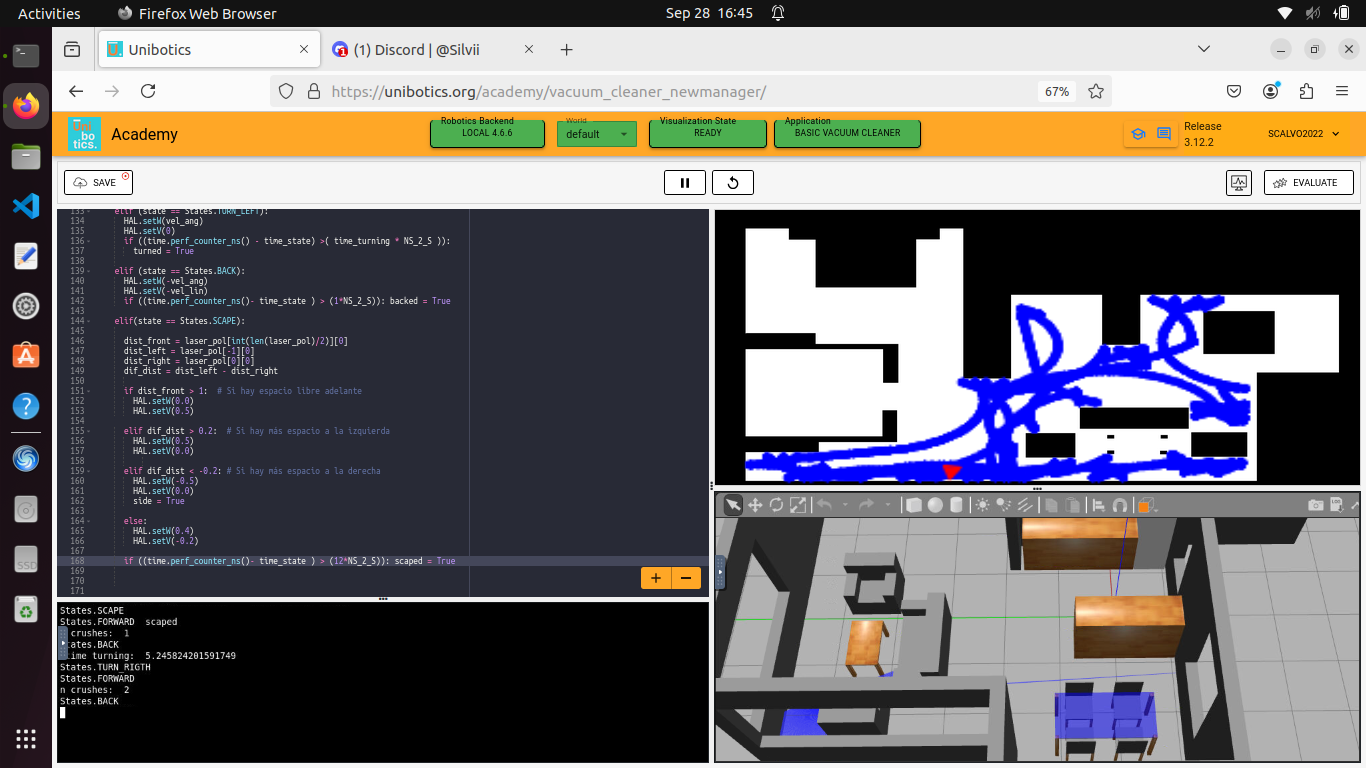 Activities
Firefox Web Browser
Sep 28 16:45
Unibotics
(1) Discord | @Silvii
https://unibotics.org/academy/vacuum_cleaner_newmanager/
67%
bo
tics.
Academy
Robotics Backend
LOCAL 4.6.6
World
default
Visualization State
READY
Application
BASIC VACUUM CLEANER
Release
3.12.2
SCALVO2022
SAVE
EVALUATE
133 elif (state == States.TURN_LEFT):
134 HAL.setW(vel_ang)
135 HAL.setV(0)
136 if ((time.perf_counter_ns() - time_state) >( time_turning * NS_2_S )):
137 turned = True
138
139 elif (state == States.BACK):
140 HAL.setW(-vel_ang)
141 HAL.setV(-vel_lin)
142 if ((time.perf_counter_ns()- time_state ) > (1*NS_2_S)): backed = True
143
144 elif(state == States.SCAPE):
145
146 dist_front = laser_pol[int(len(laser_pol)/2)][0]
147 dist_left = laser_pol[-1][0]
148 dist_right = laser_pol[0][0]
149 dif_dist = dist_left - dist_right
150
151 if dist_front > 1: # Si hay espacio libre adelante
152 HAL.setW(0.0)
153 HAL.setV(0.5)
154
155 elif dif_dist > 0.2: # Si hay más espacio a la izquierda
156 HAL.setW(0.5)
157 HAL.setV(0.0)
158
159 elif dif_dist < -0.2: # Si hay más espacio a la derecha
160 HAL.setW(-0.5)
161 HAL.setV(0.0)
162 side = True
163
164 else:
165 HAL.setW(0.4)
166 HAL.setV(-0.2)
167
168 if ((time.perf_counter_ns()- time_state ) > (12*NS_2_S)): scaped = True
169
170
171
States.SCAPE
States.FORWARD scaped
crushes: 1
ates.BACK
ime turning: 5.245824201591749
States.TURN_RIGTH
States.FORWARD
n crushes: 2
States.BACK
SSD